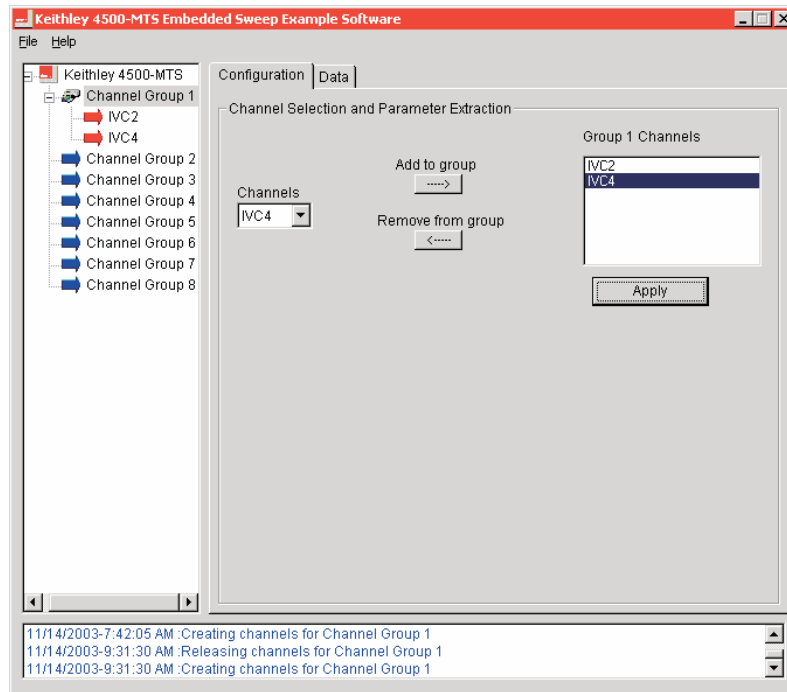 Keithley 4500-MTS Embedded Sweep Example Software
File Help
Keithley 4500-MTS
Channel Group 1
IVC2
IVC4
Channel Group 2
Channel Group 3
Channel Group 4
Channel Group 5
Channel Group 6
Channel Group 7
Channel Group 8
Configuration Data
Channel Selection and Parameter Extraction
Channels
IVC4
Add to group
----->
Remove from group
<-----
Group 1 Channels
IVC2
IVC4
Apply
11/14/2003-7:42:05 AM :Creating channels for Channel Group 1
11/14/2003-9:31:30 AM :Releasing channels for Channel Group 1
11/14/2003-9:31:30 AM :Creating channels for Channel Group 1